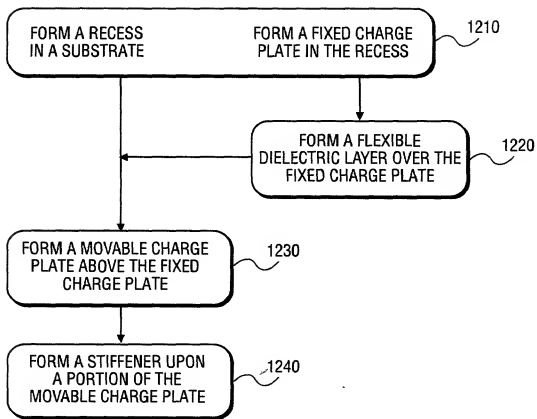 FORM A RECESS
IN A SUBSTRATE
FORM A FIXED CHARGE
PLATE IN THE RECESS
1210
FORM A FLEXIBLE
DIELECTRIC LAYER OVER THE
FIXED CHARGE PLATE
1220
FORM A MOVABLE CHARGE
PLATE ABOVE THE FIXED
CHARGE PLATE
1230
FORM A STIFFENER UPON
A PORTION OF THE
MOVABLE CHARGE PLATE
1240